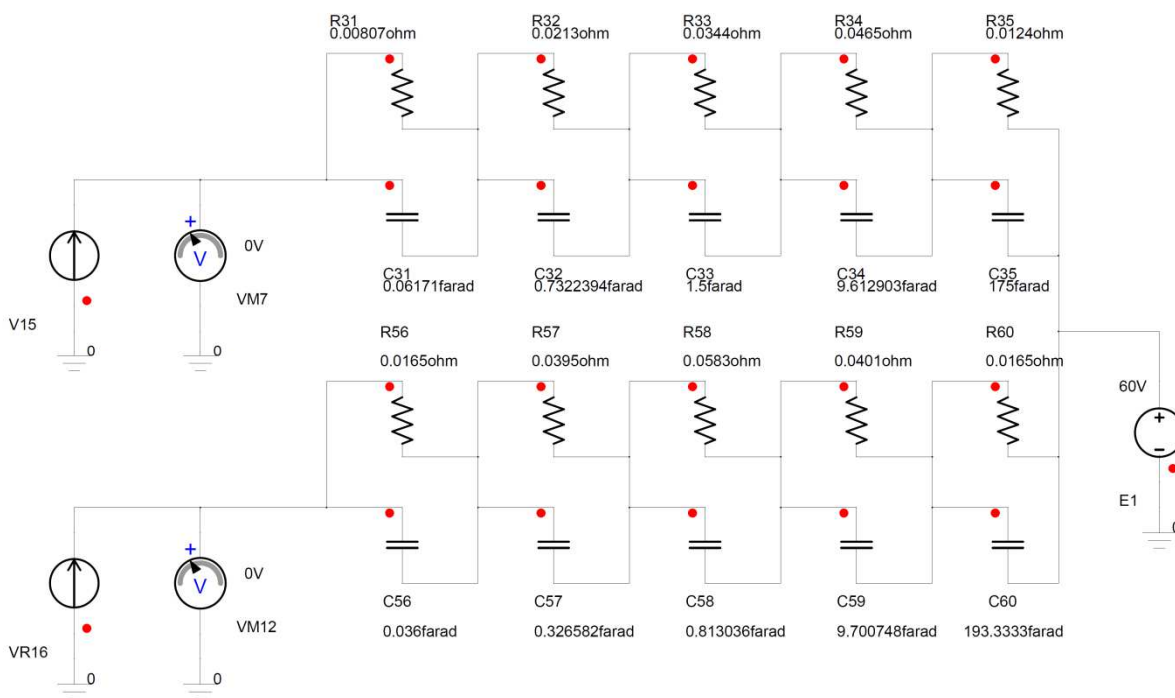 R31 R32 R33 R34 R35
0.00807ohm 0.0213ohm 0.0344ohm 0.0465ohm 0.0124ohm
+
0V
V
C31 C32 C33 C34 C35
0.06171farad 0.7322394farad 1.5farad 9.612903farad 175farad
VM7
V15
R56 R57 R58 R59 R60
0 0
0.0165ohm 0.0395ohm 0.0583ohm 0.0401ohm 0.0165ohm
60V
+
−
E1
0
+
0V
V
C56 C57 C58 C59 C60
VM12
0.036farad 0.326582farad 0.813036farad 9.700748farad 193.3333farad
VR16
0 0